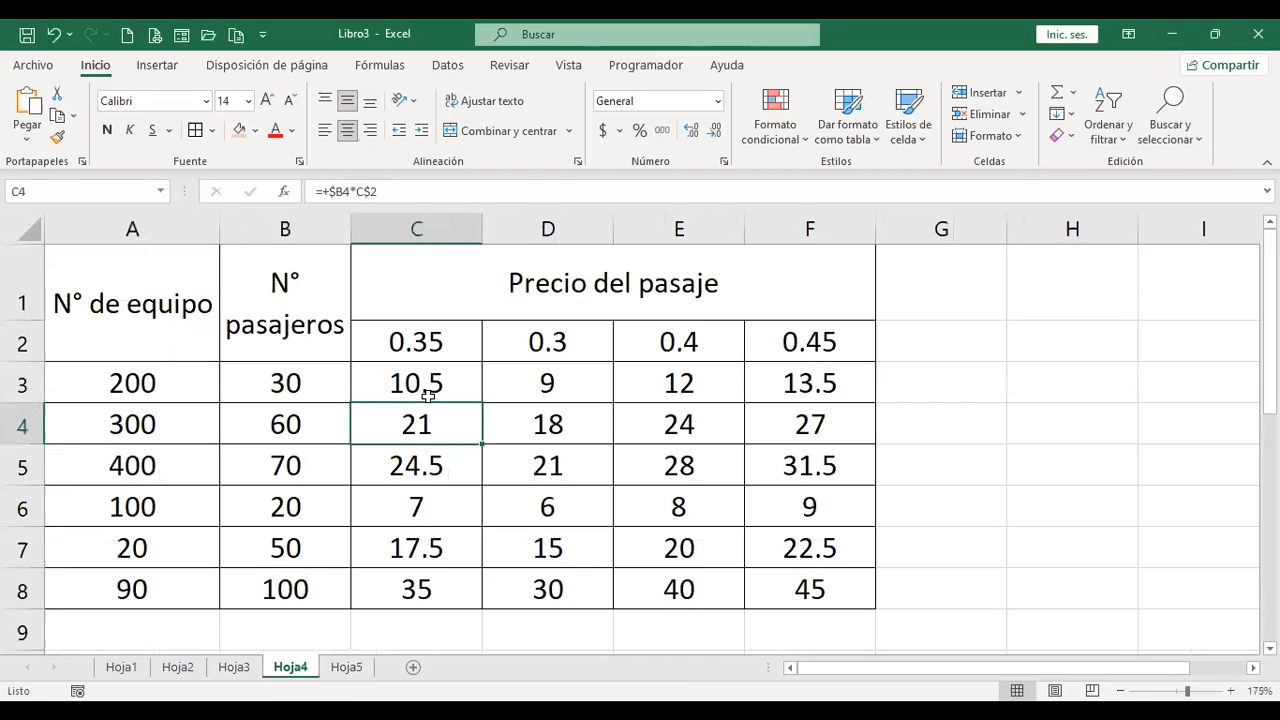 Libro3 - Excel
Buscar
Inic. ses.
Archivo Inicio Insertar Disposición de página Fórmulas Datos Revisar Vista Programador Ayuda Compartir
Pegar
Calibri 14
N K S
Ajustar texto
Combinar y centrar
General
$ % 000
Formato condicional
Dar formato como tabla
Estilos de celda
Insertar
Eliminar
Formato
Ordenar y filtrar
Buscar y seleccionar
Portapapeles Fuente Alineación Número Estilos Celdas Edición
C4 fx =+$B4*C$2
A B C D E F G H I
1 N° de equipo N° pasajeros Precio del pasaje
2 0.35 0.3 0.4 0.45
3 200 30 10.5 9 12 13.5
4 300 60 21 18 24 27
5 400 70 24.5 21 28 31.5
6 100 20 7 6 8 9
7 20 50 17.5 15 20 22.5
8 90 100 35 30 40 45
9
Hoja1 Hoja2 Hoja3 Hoja4 Hoja5
Listo 175%